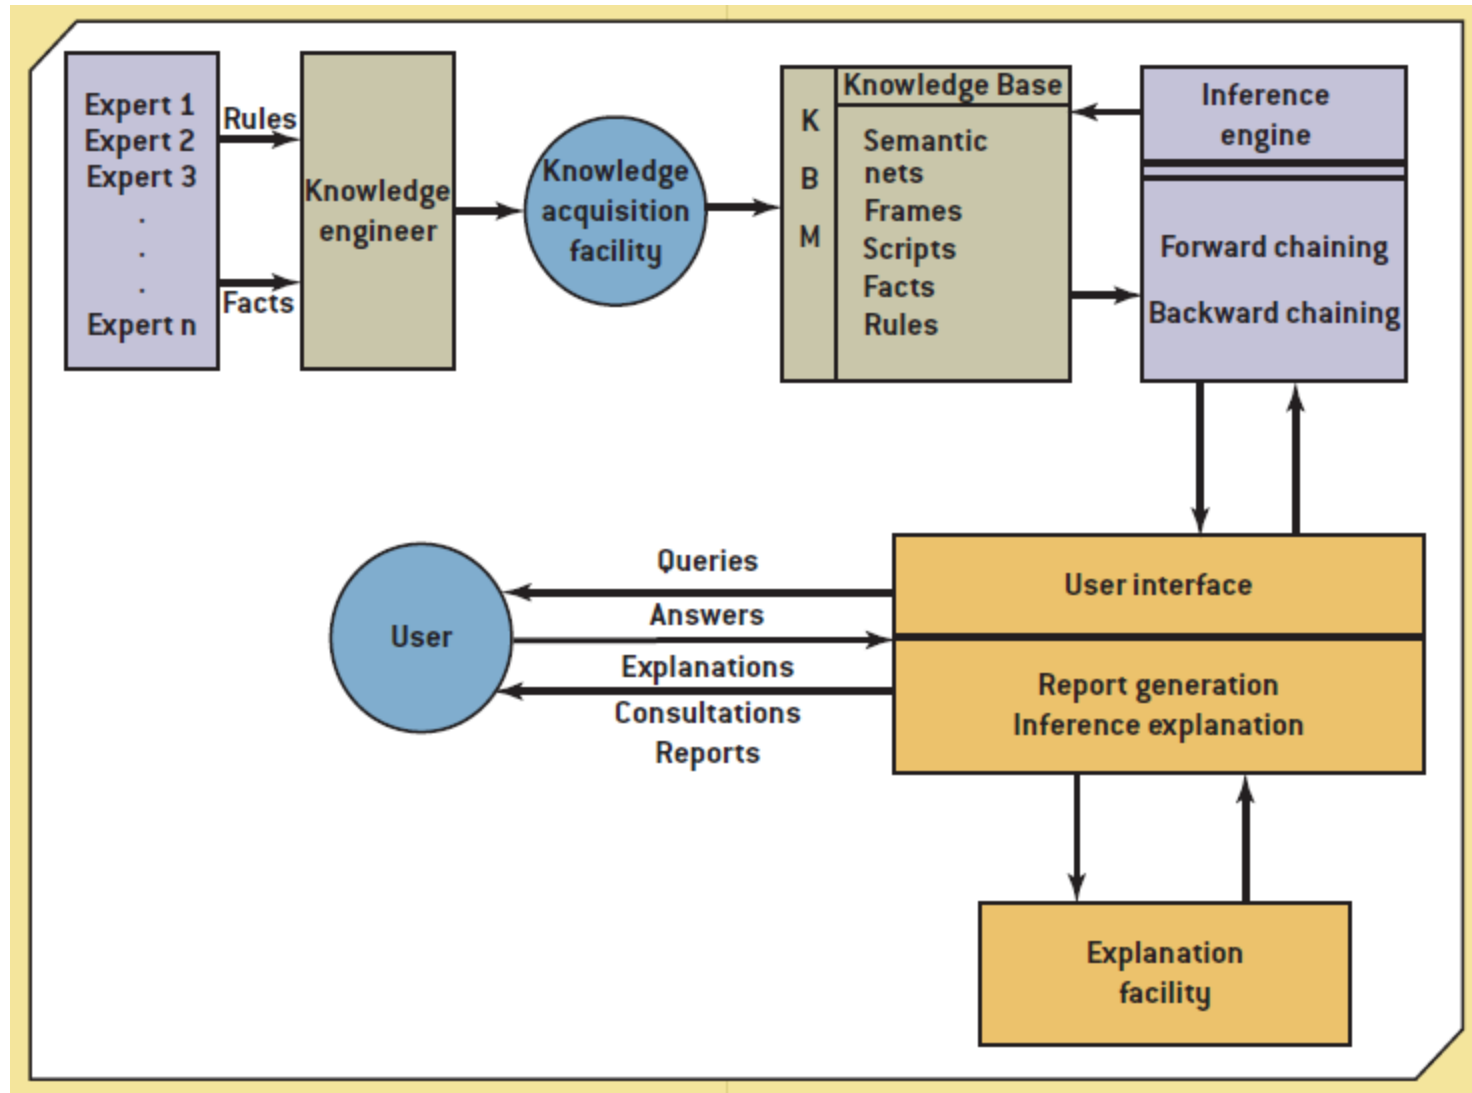 Expert 1
Expert 2
Expert 3
.
.
.
Expert n
Rules
Facts
Knowledge
engineer
Knowledge
acquisition
facility
K
B
M
Knowledge Base
Semantic
nets
Frames
Scripts
Facts
Rules
Inference
engine
Forward chaining
Backward chaining
User
Queries
Answers
Explanations
Consultations
Reports
User interface
Report generation
Inference explanation
Explanation
facility